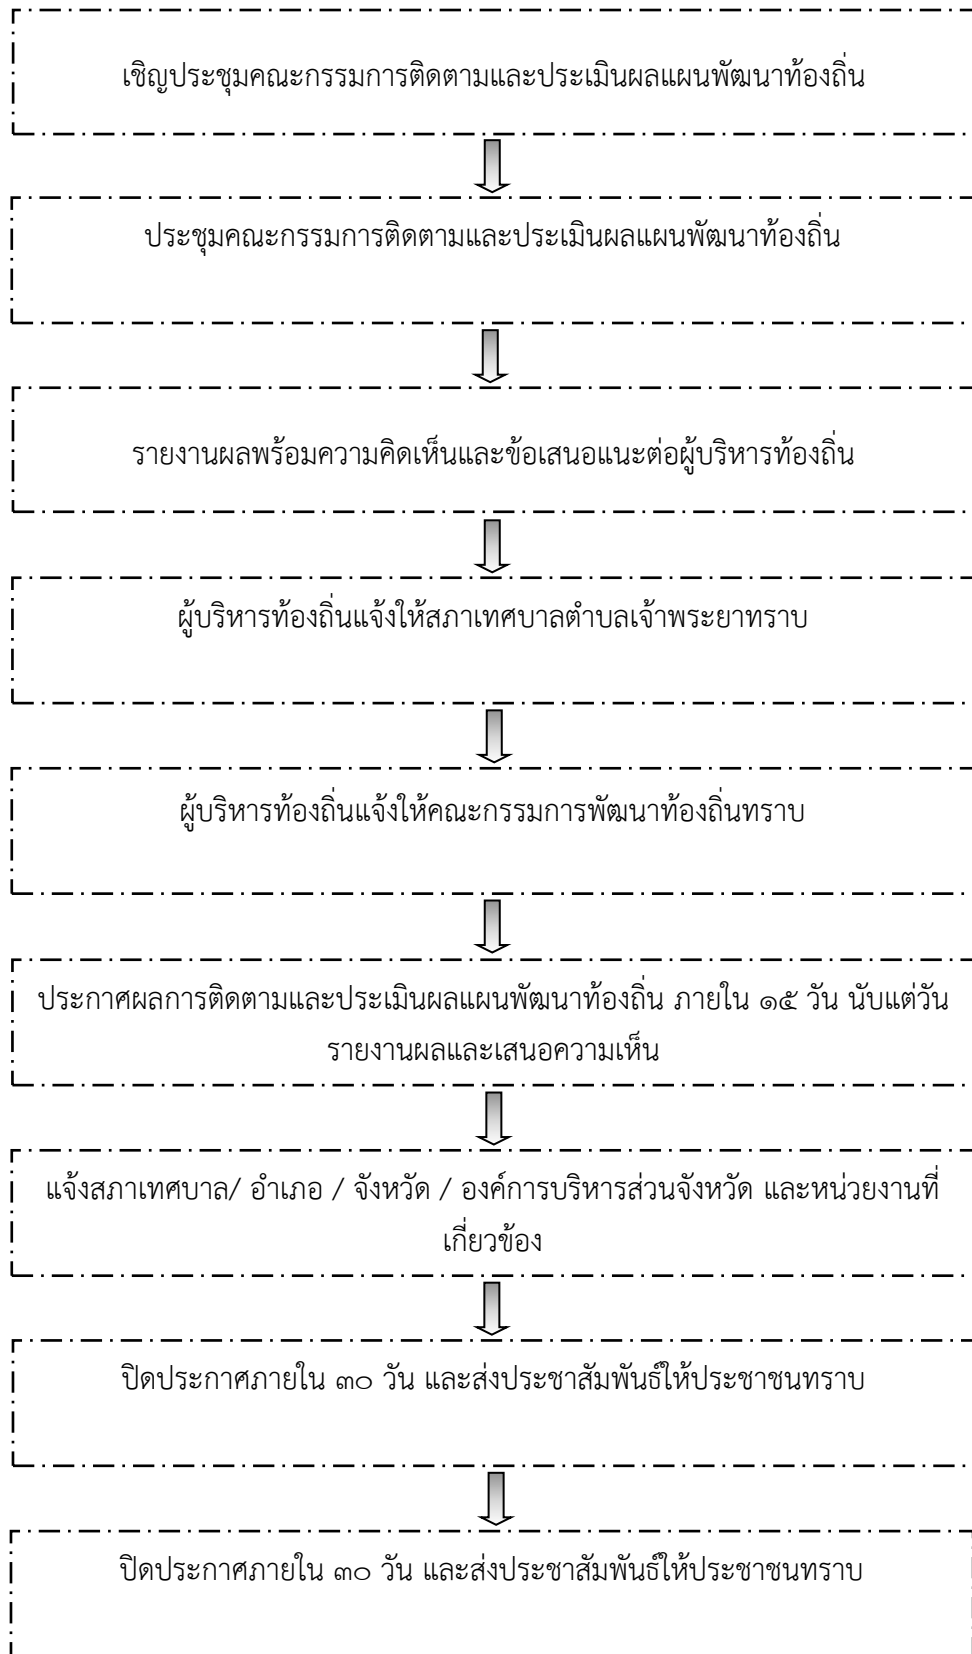 เชิญประชุมคณะกรรมการติดตามและประเมินผลแผนพัฒนาท้องถิ่น
ประชุมคณะกรรมการติดตามและประเมินผลแผนพัฒนาท้องถิ่น
รายงานผลพร้อมความคิดเห็นและข้อเสนอแนะต่อผู้บริหารท้องถิ่น
ผู้บริหารท้องถิ่นแจ้งให้สภาเทศบาลตำบลเจ้าพระยาทราบ
ผู้บริหารท้องถิ่นแจ้งให้คณะกรรมการพัฒนาท้องถิ่นทราบ
ประกาศผลการติดตามและประเมินผลแผนพัฒนาท้องถิ่น ภายใน ๑๕ วัน นับแต่วัน
รายงานผลและเสนอความเห็น
แจ้งสภาเทศบาล/ อำเภอ / จังหวัด / องค์การบริหารส่วนจังหวัด และหน่วยงานที่
เกี่ยวข้อง
ปิดประกาศภายใน ๓๐ วัน และส่งประชาสัมพันธ์ให้ประชาชนทราบ
ปิดประกาศภายใน ๓๐ วัน และส่งประชาสัมพันธ์ให้ประชาชนทราบ